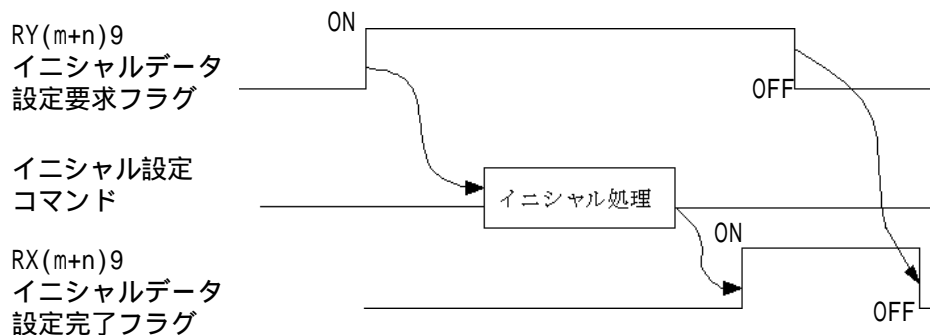 RY(m+n)9
イニシャルデータ
設定要求フラグ
ON
OFF
イニシャル設定
コマンド
イニシャル処理
RX(m+n)9
イニシャルデータ
設定完了フラグ
ON
OFF